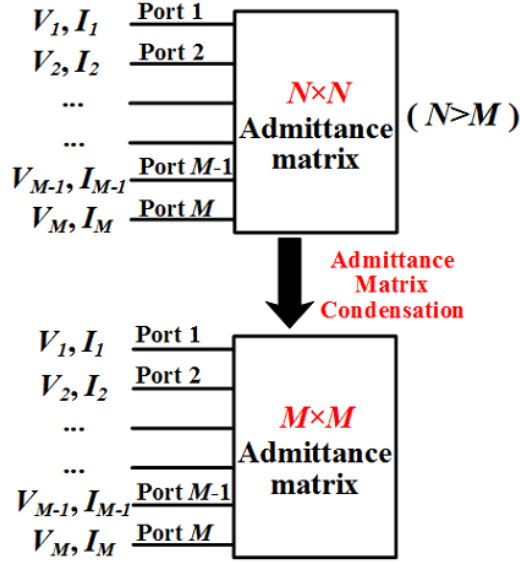 V1, I1 Port 1
V2, I2 Port 2
...
...
VM-1, IM-1 Port M-1
VM, IM Port M
N×N
Admittance
matrix
( N>M )
Admittance
Matrix
Condensation
V1, I1 Port 1
V2, I2 Port 2
...
...
VM-1, IM-1 Port M-1
VM, IM Port M
M×M
Admittance
matrix